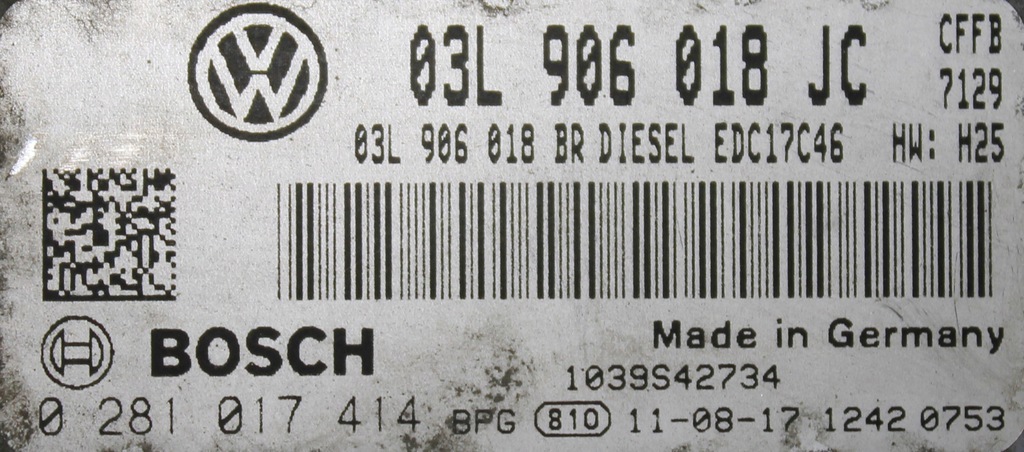 03L 906 018 JC
CFFB
7129
03L 906 018 BR DIESEL EDC17C46 HW: H25
BOSCH
Made in Germany
1039S42734
0 281 017 414 BPG 810 11-08-17 1242 0753